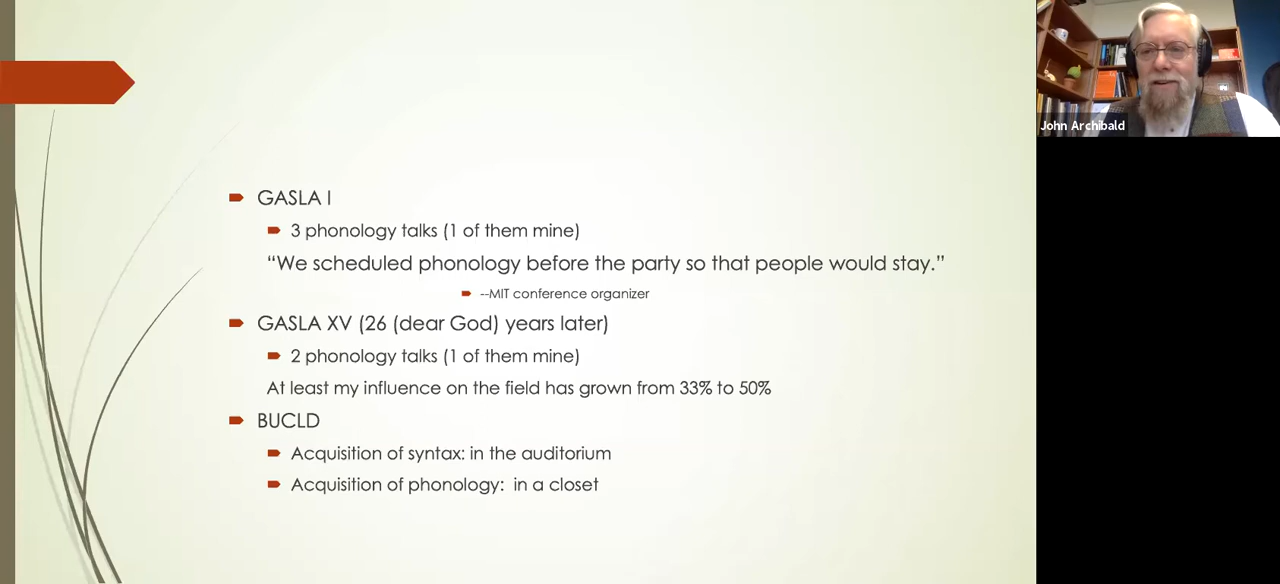 GASLA I
3 phonology talks (1 of them mine)
“We scheduled phonology before the party so that people would stay.”
--MIT conference organizer
GASLA XV (26 (dear God) years later)
2 phonology talks (1 of them mine)
At least my influence on the field has grown from 33% to 50%
BUCLD
Acquisition of syntax: in the auditorium
Acquisition of phonology:  in a closet
John Archibald